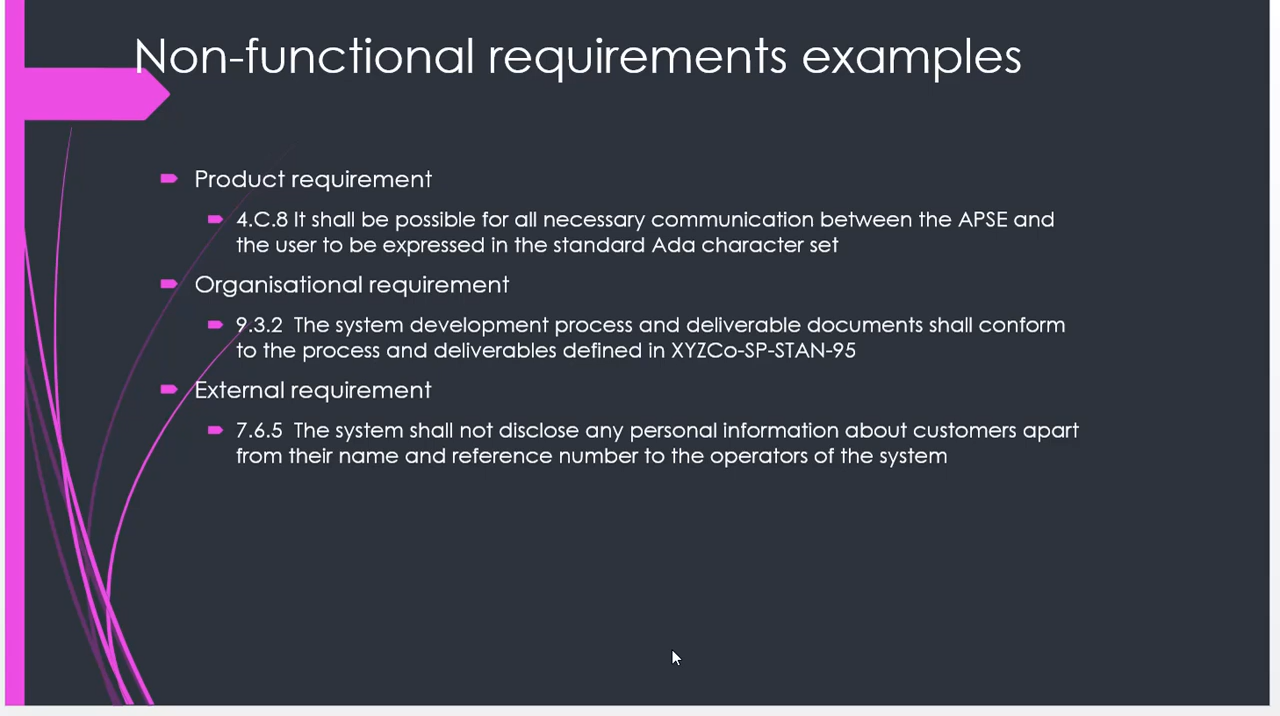 Non-functional requirements examples
Product requirement
4.C.8 It shall be possible for all necessary communication between the APSE and
the user to be expressed in the standard Ada character set
Organisational requirement
9.3.2 The system development process and deliverable documents shall conform
to the process and deliverables defined in XYZCo-SP-STAN-95
External requirement
7.6.5 The system shall not disclose any personal information about customers apart
from their name and reference number to the operators of the system